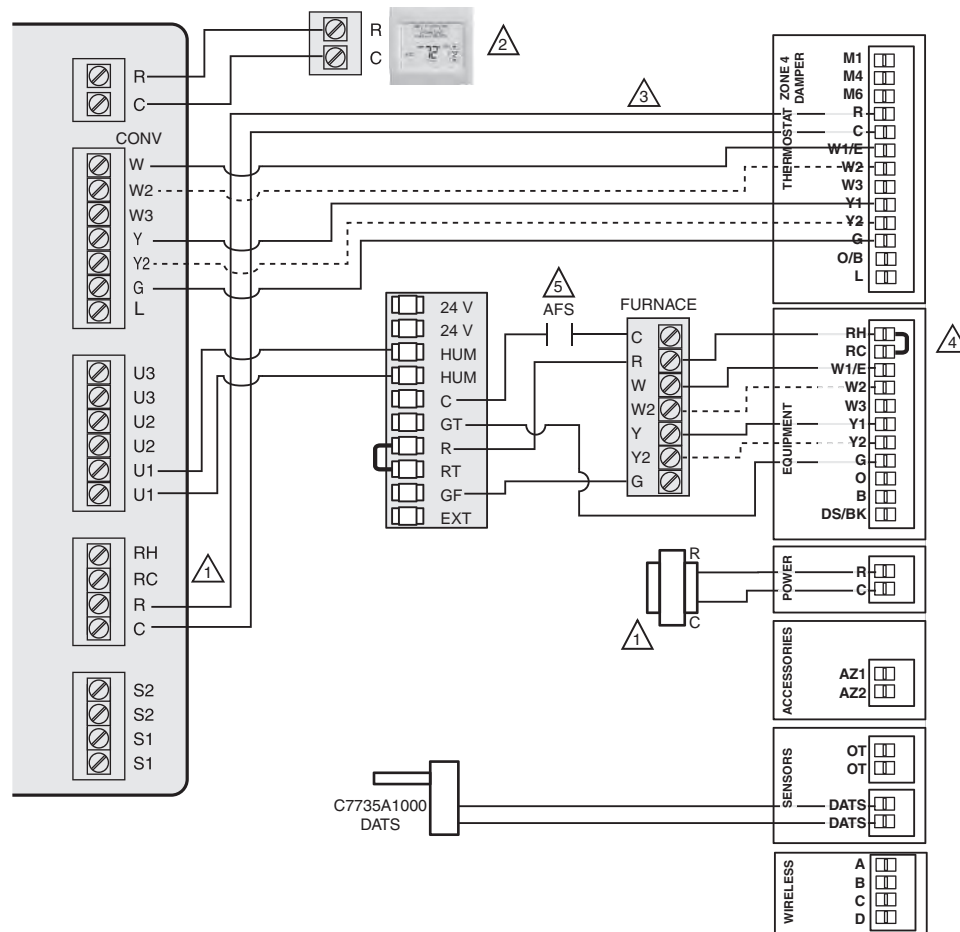 R
C
2
R
C
CONV
W
W2
W3
Y
Y2
G
L
U3
U3
U2
U2
U1
U1
RH
RC
R
C
1
S2
S2
S1
S1
24 V
24 V
HUM
HUM
C
GT
R
RT
GF
EXT
5
AFS
FURNACE
C
R
W
W2
Y
Y2
G
3
ZONE 4
DAMPER
THERMOSTAT
M1
M4
M6
R
C
W1/E
W2
W3
Y1
Y2
G
O/B
L
4
EQUIPMENT
RH
RC
W1/E
W2
W3
Y1
Y2
G
O
B
DS/BK
1
R
C
POWER
R
C
ACCESSORIES
AZ1
AZ2
C7735A1000
DATS
SENSORS
OT
OT
DATS
DATS
WIRELESS
A
B
C
D